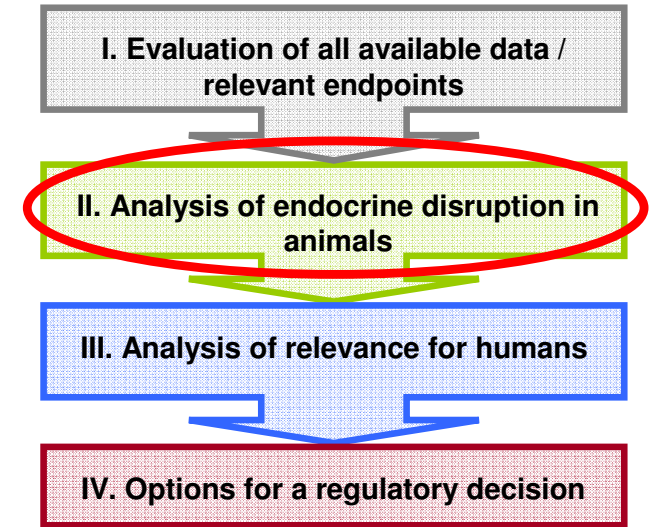 I. Evaluation of all available data /
relevant endpoints
II. Analysis of endocrine disruption in
animals
III. Analysis of relevance for humans
IV. Options for a regulatory decision